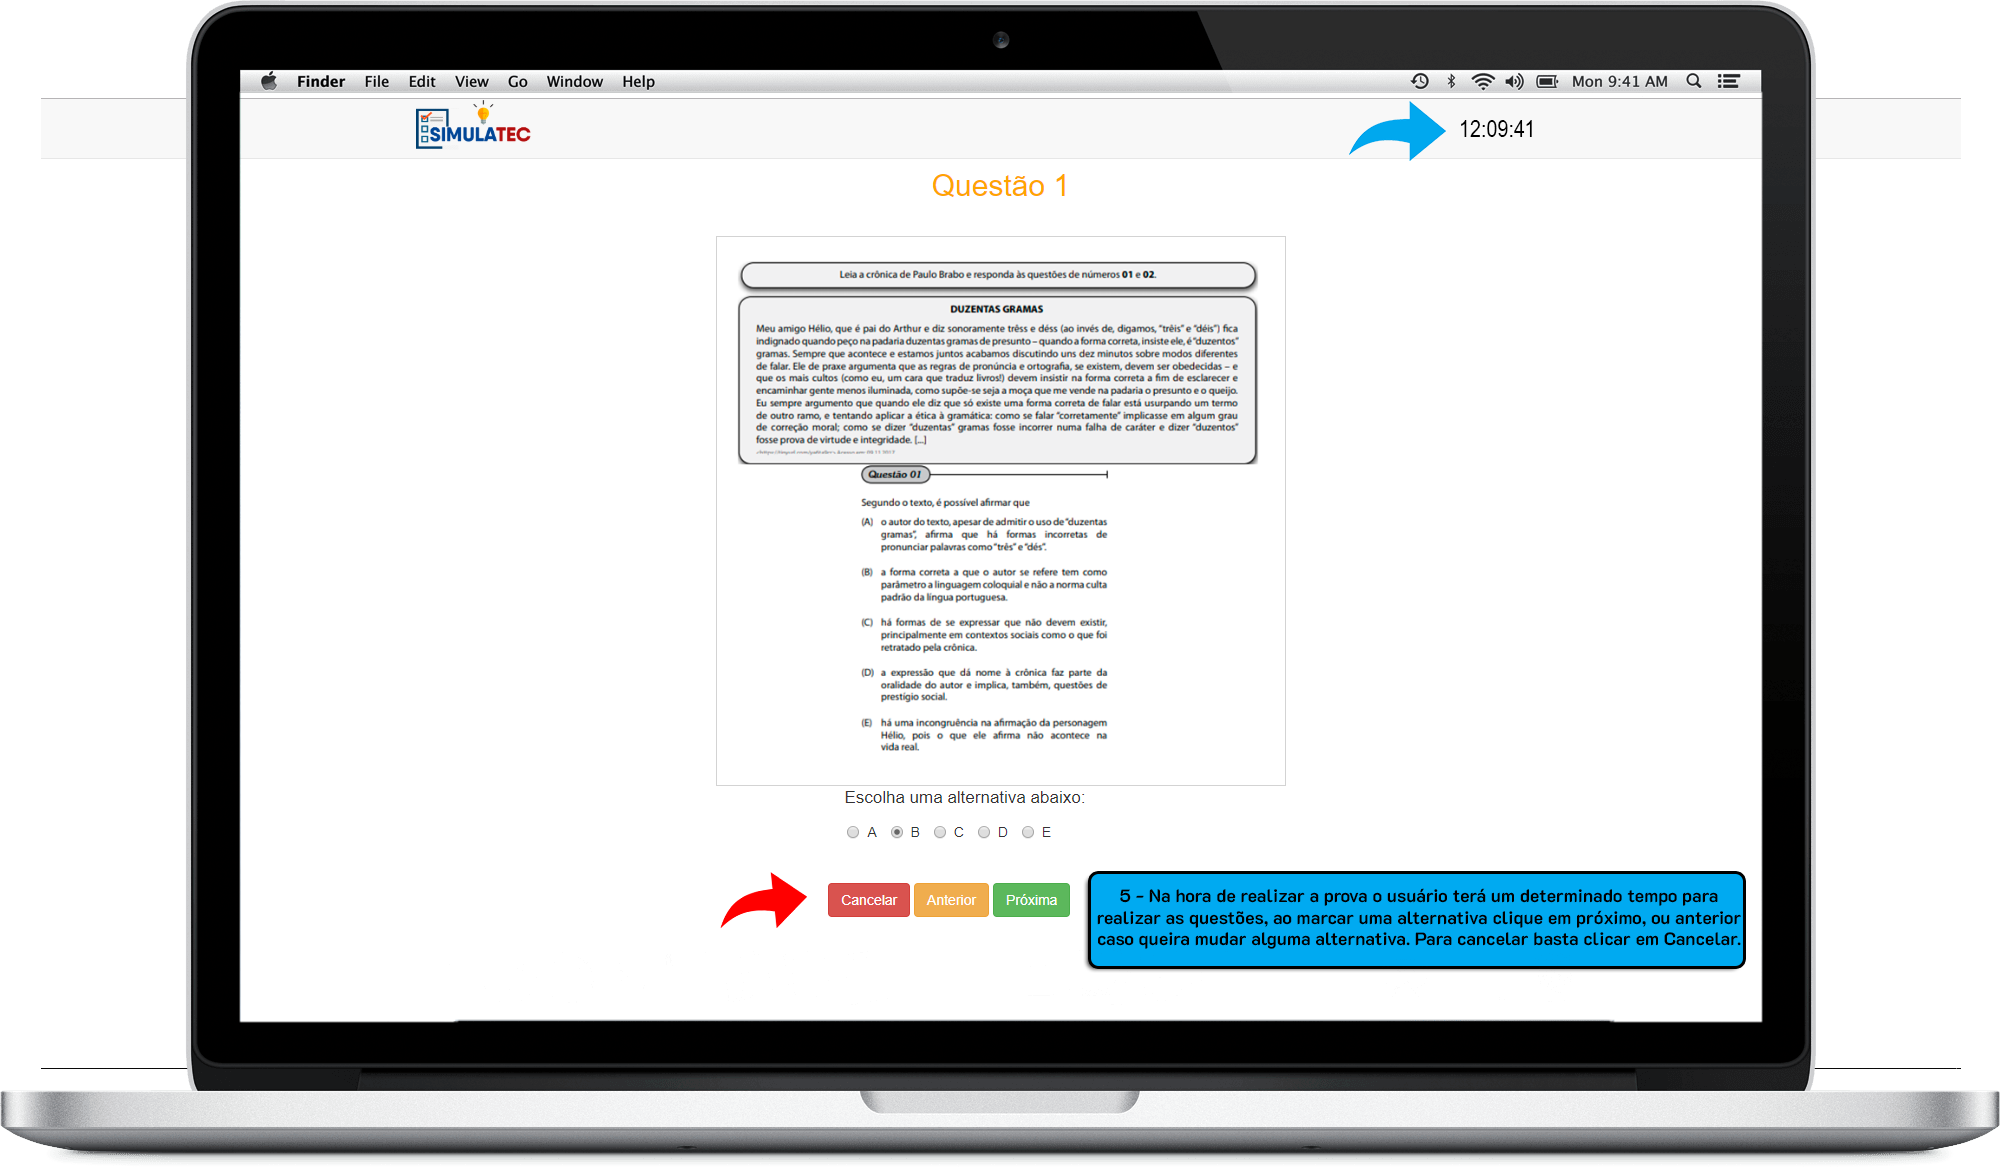 Finder File Edit View Go Window Help Mon 9:41 AM
SIMULATEC
12:09:41
Questão 1
Leia a crônica de Paulo Brabo e responda às questões de números 01 e 02.
DUZENTAS GRAMAS
Meu amigo Hélio, que é pai do Arthur e diz sonoramente trêss e déss (ao invés de, digamos, “trêis” e “déis”) fica
indignado quando peço na padaria duzentas gramas de presunto – quando a forma correta, insiste ele, é “duzentos”
gramas. Sempre que acontece e estamos juntos acabamos discutindo uns dez minutos sobre modos diferentes
de falar. Ele de praxe argumenta que as regras de pronúncia e ortografia, se existem, devem ser obedecidas – e
que os mais cultos (como eu, um cara que traduz livros!) devem insistir na forma correta a fim de esclarecer e
encaminhar gente menos iluminada, como supõe-se seja a moça que me vende na padaria o presunto e o queijo.
Eu sempre argumento que quando ele diz que só existe uma forma correta de falar está usurpando um termo
de outro ramo, e tentando aplicar a ética à gramática: como se falar “corretamente” implicasse em algum grau
de correção moral; como se dizer “duzentas” gramas fosse incorrer numa falha de caráter e dizer “duzentos”
fosse prova de virtude e integridade. [...]
Questão 01
Segundo o texto, é possível afirmar que
(A) o autor do texto, apesar de admitir o uso de “duzentas
gramas”, afirma que há formas incorretas de
pronunciar palavras como “três” e “dés”.
(B) a forma correta a que o autor se refere tem como
parâmetro a linguagem coloquial e não a norma culta
padrão da língua portuguesa.
(C) há formas de se expressar que não devem existir,
principalmente em contextos sociais como o que foi
retratado pela crônica.
(D) a expressão que dá nome à crônica faz parte da
oralidade do autor e implica, também, questões de
prestígio social.
(E) há uma incongruência na afirmação da personagem
Hélio, pois o que ele afirma não acontece na
vida real.
Escolha uma alternativa abaixo:
A B C D E
Cancelar Anterior Próxima
5 - Na hora de realizar a prova o usuário terá um determinado tempo para
realizar as questões, ao marcar uma alternativa clique em próximo, ou anterior
caso queira mudar alguma alternativa. Para cancelar basta clicar em Cancelar.